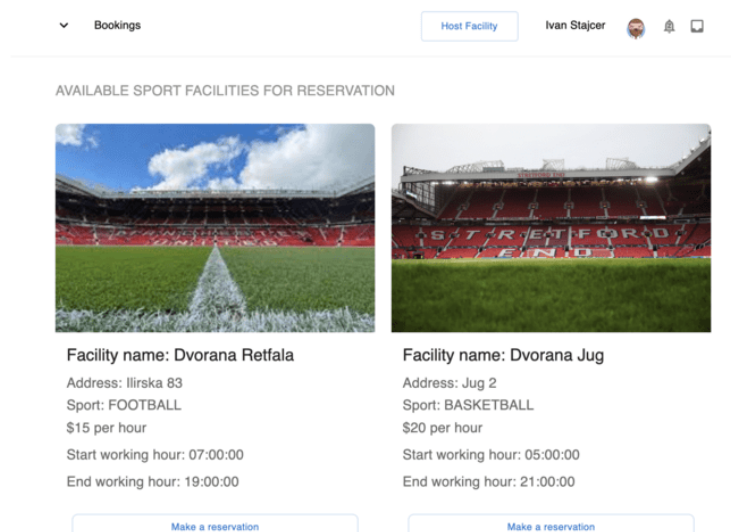 Bookings
Host Facility
Ivan Stajcer
AVAILABLE SPORT FACILITIES FOR RESERVATION
UNITED
STRETFORD
END
Facility name: Dvorana Retfala
Address: Ilirska 83
Sport: FOOTBALL
$15 per hour
Start working hour: 07:00:00
End working hour: 19:00:00
Make a reservation
Facility name: Dvorana Jug
Address: Jug 2
Sport: BASKETBALL
$20 per hour
Start working hour: 05:00:00
End working hour: 21:00:00
Make a reservation